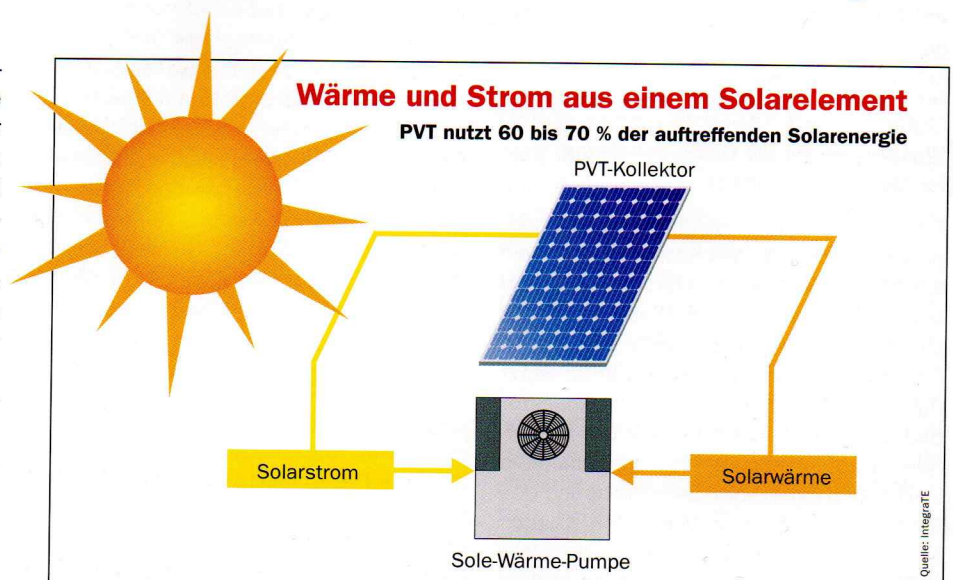 Wärme und Strom aus einem Solarelement
PVT nutzt 60 bis 70 % der auftreffenden Solarenergie
PVT-Kollektor
Solarstrom
Solarwärme
Sole-Wärme-Pumpe
Quelle: IntegraTE